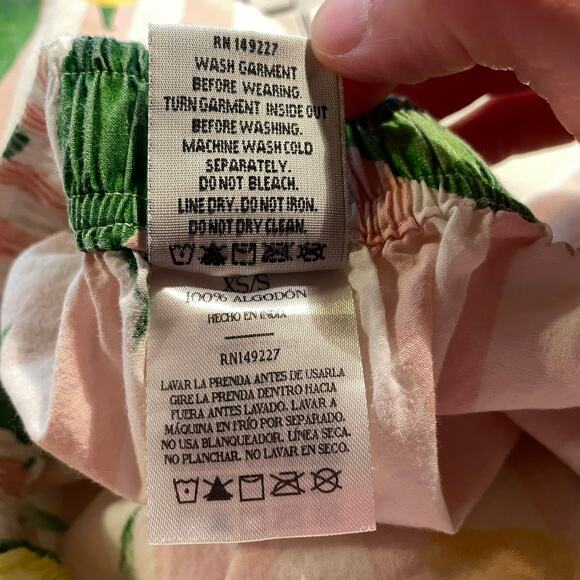 RN 149227
WASH GARMENT
BEFORE WEARING.
TURN GARMENT INSIDE OUT
BEFORE WASHING.
MACHINE WASH COLD
SEPARATELY.
DO NOT BLEACH.
LINE DRY. DO NOT IRON.
DO NOT DRY CLEAN.
XS/S
100% ALGODÓN
HECHO EN INDIA
RN149227
LAVAR LA PRENDA ANTES DE USARLA
GIRE LA PRENDA DENTRO HACIA
FUERA ANTES LAVADO. LAVAR A
MÁQUINA EN FRÍO POR SEPARADO.
NO USA BLANQUEADOR. LÍNEA SECA.
NO PLANCHAR. NO LAVAR EN SECO.